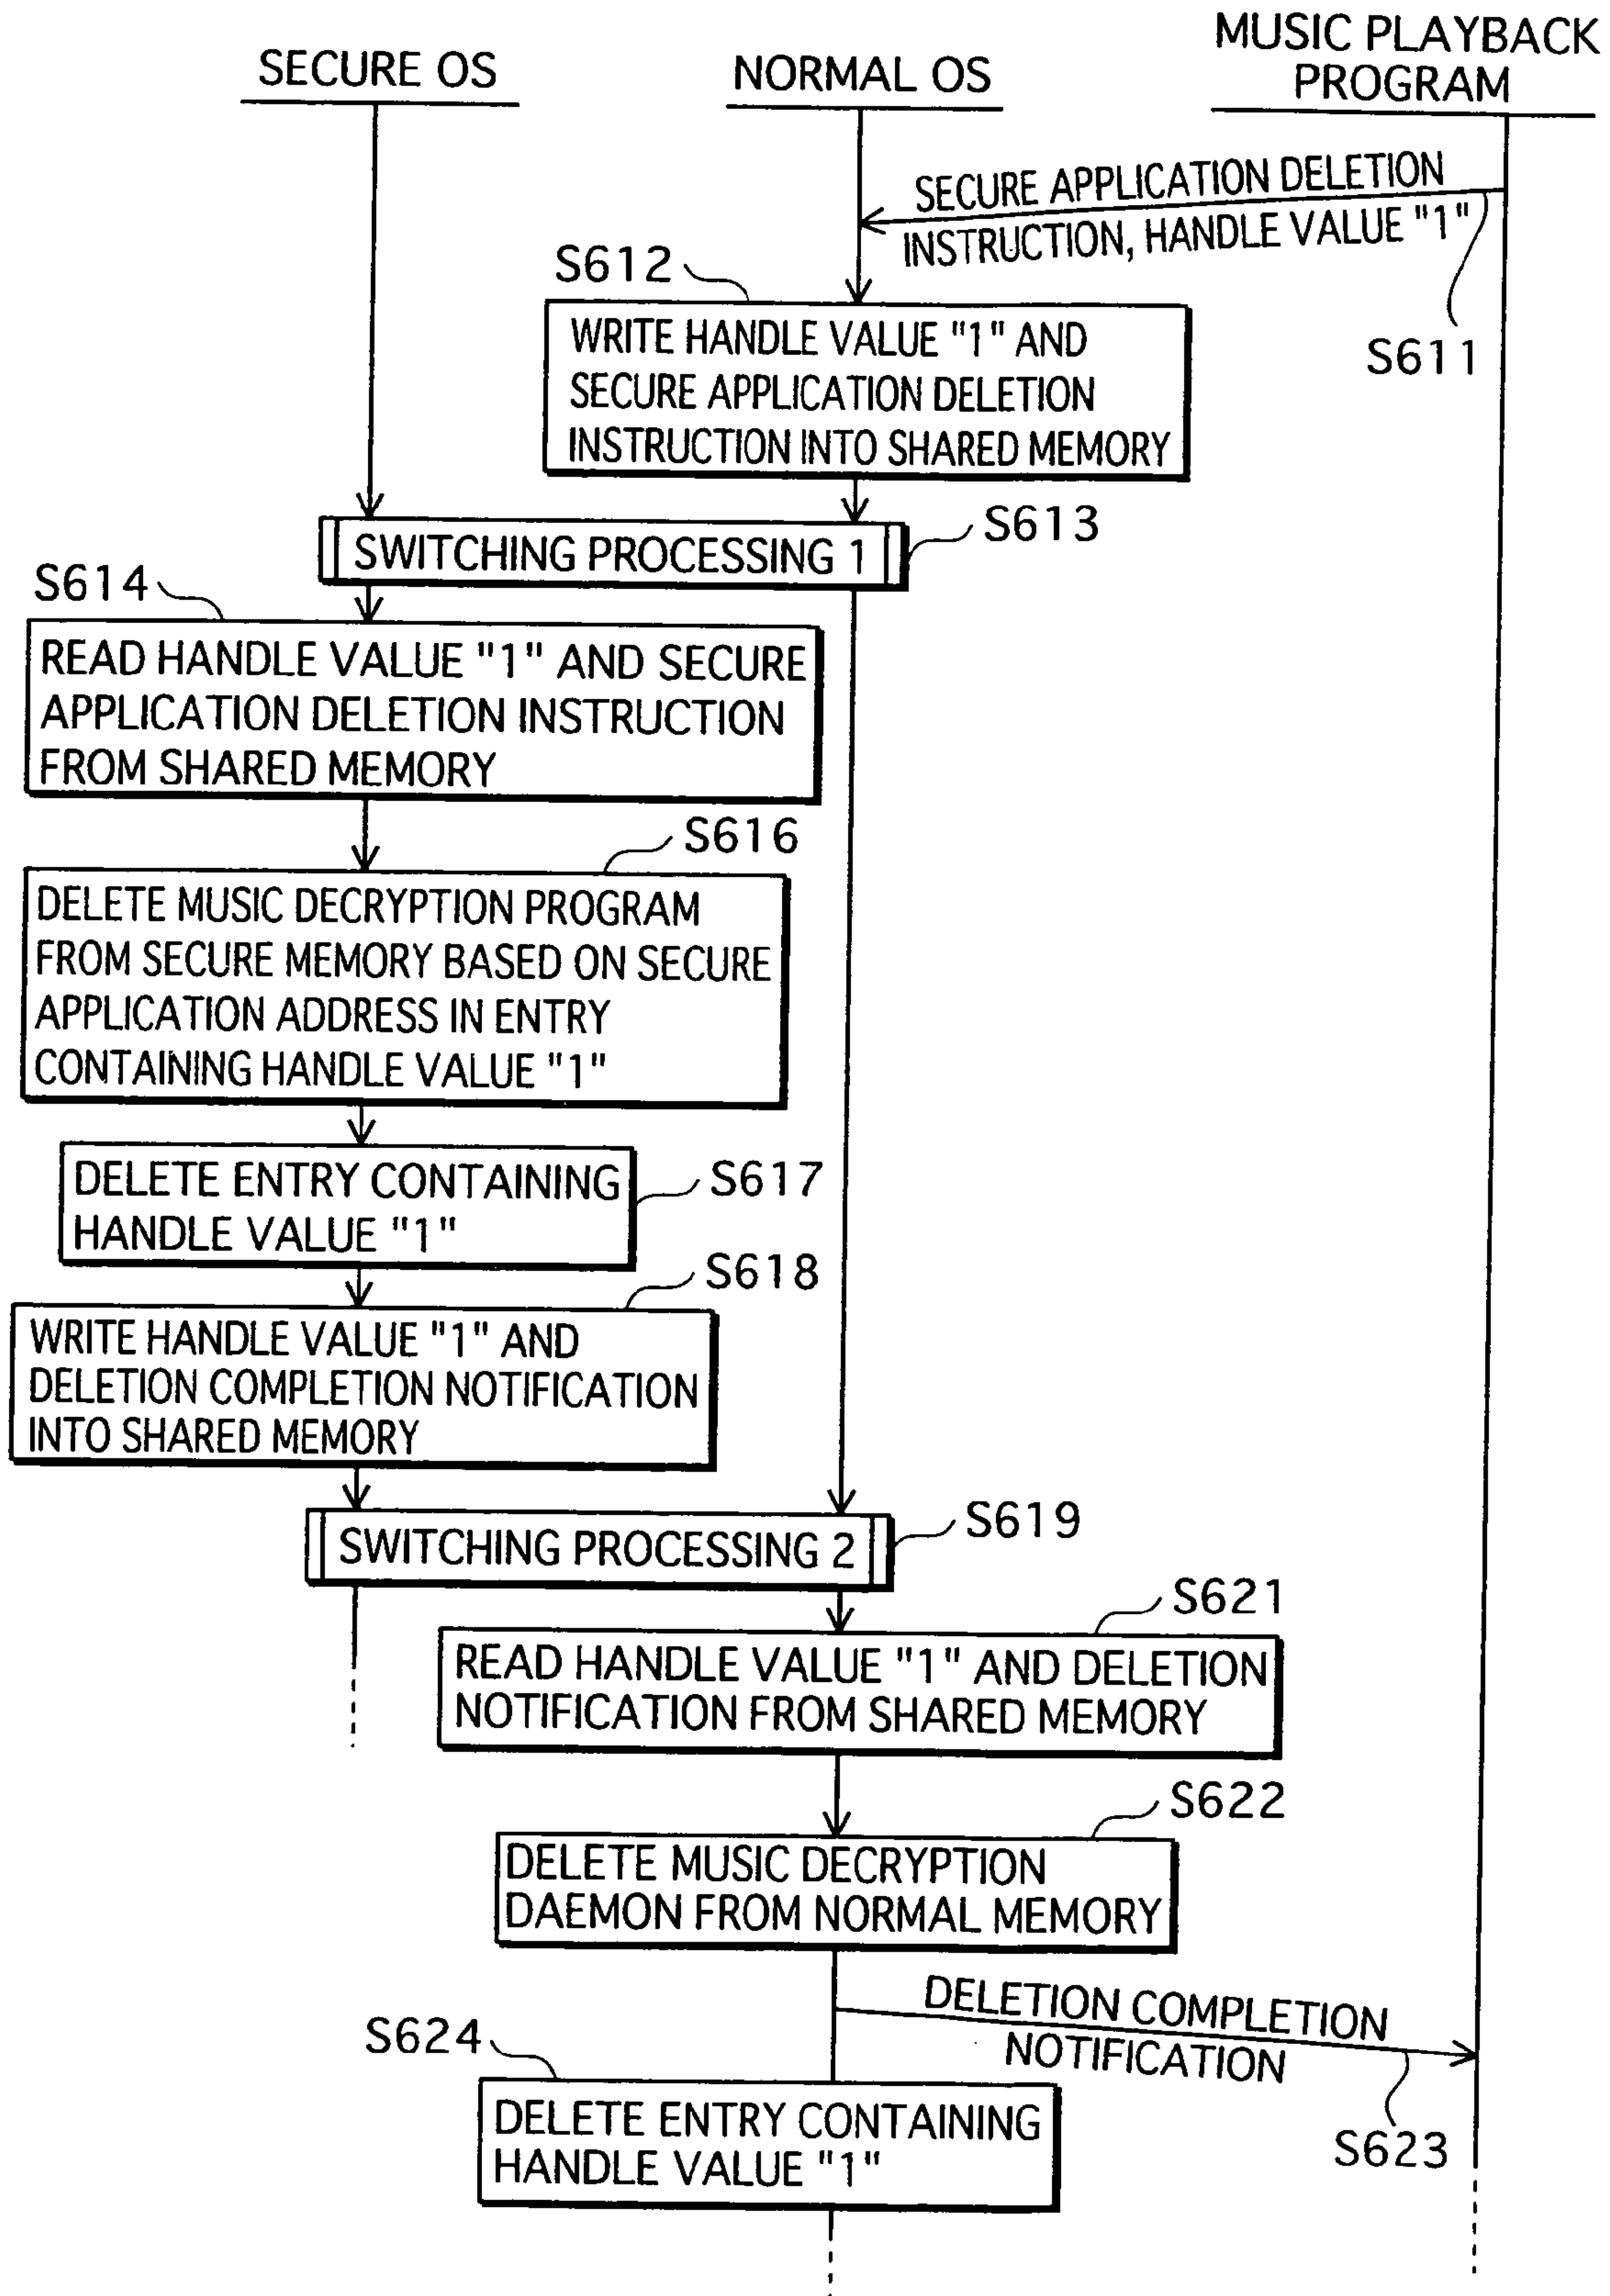 SECURE OS
NORMAL OS
MUSIC PLAYBACK
PROGRAM
SECURE APPLICATION DELETION
INSTRUCTION, HANDLE VALUE "1"
S611
S612
WRITE HANDLE VALUE "1" AND
SECURE APPLICATION DELETION
INSTRUCTION INTO SHARED MEMORY
SWITCHING PROCESSING 1
S613
S614
READ HANDLE VALUE "1" AND SECURE
APPLICATION DELETION INSTRUCTION
FROM SHARED MEMORY
S616
DELETE MUSIC DECRYPTION PROGRAM
FROM SECURE MEMORY BASED ON SECURE
APPLICATION ADDRESS IN ENTRY
CONTAINING HANDLE VALUE "1"
DELETE ENTRY CONTAINING
HANDLE VALUE "1"
S617
S618
WRITE HANDLE VALUE "1" AND
DELETION COMPLETION NOTIFICATION
INTO SHARED MEMORY
SWITCHING PROCESSING 2
S619
S621
READ HANDLE VALUE "1" AND DELETION
NOTIFICATION FROM SHARED MEMORY
S622
DELETE MUSIC DECRYPTION
DAEMON FROM NORMAL MEMORY
DELETION COMPLETION
NOTIFICATION
S623
S624
DELETE ENTRY CONTAINING
HANDLE VALUE "1"